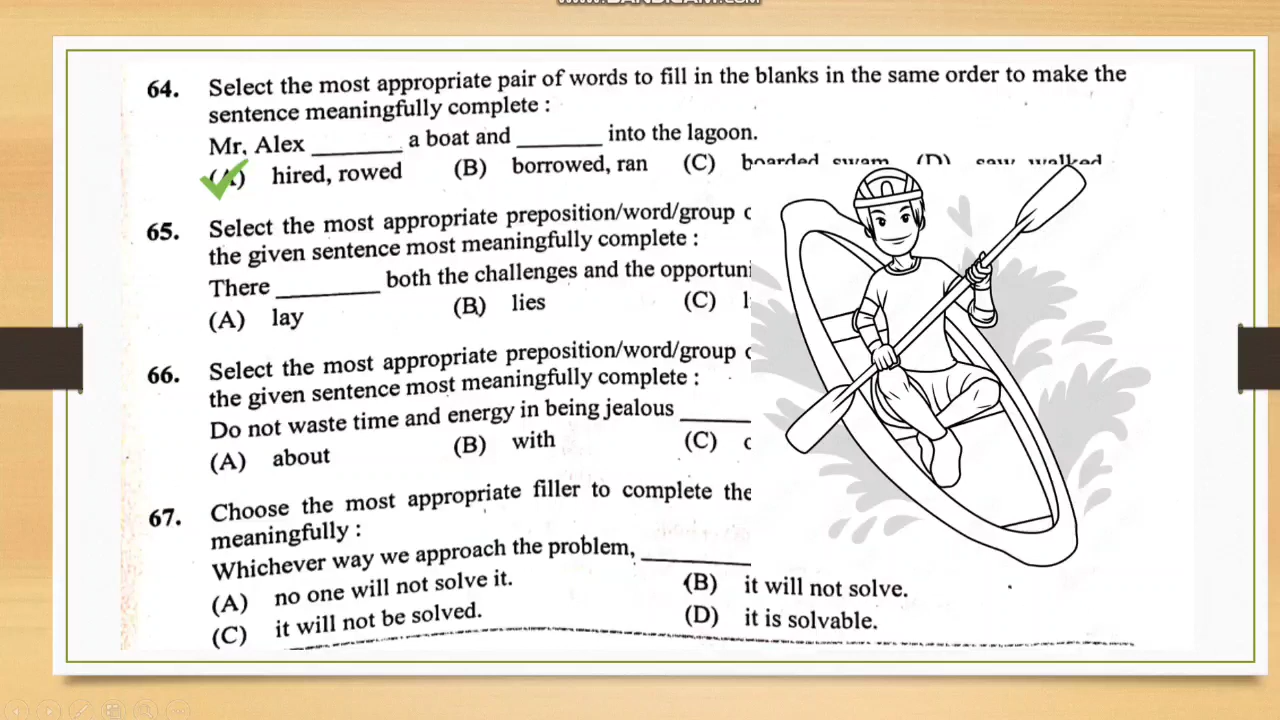 www.BANDICAM.com
64. Select the most appropriate pair of words to fill in the blanks in the same order to make the
sentence meaningfully complete :
Mr. Alex ________ a boat and ________ into the lagoon.
(A) hired, rowed (B) borrowed, ran (C) boarded swam (D) saw walked
65. Select the most appropriate preposition/word/group
the given sentence most meaningfully complete :
There __________ both the challenges and the
(A) lay (B) lies (C)
66. Select the most appropriate preposition/word/group
the given sentence most meaningfully complete :
Do not waste time and energy in being jealous _______
(A) about (B) with (C)
67. Choose the most appropriate filler to complete the
meaningfully :
Whichever way we approach the problem, __________
(A) no one will not solve it. (B) it will not solve.
(C) it will not be solved. (D) it is solvable.